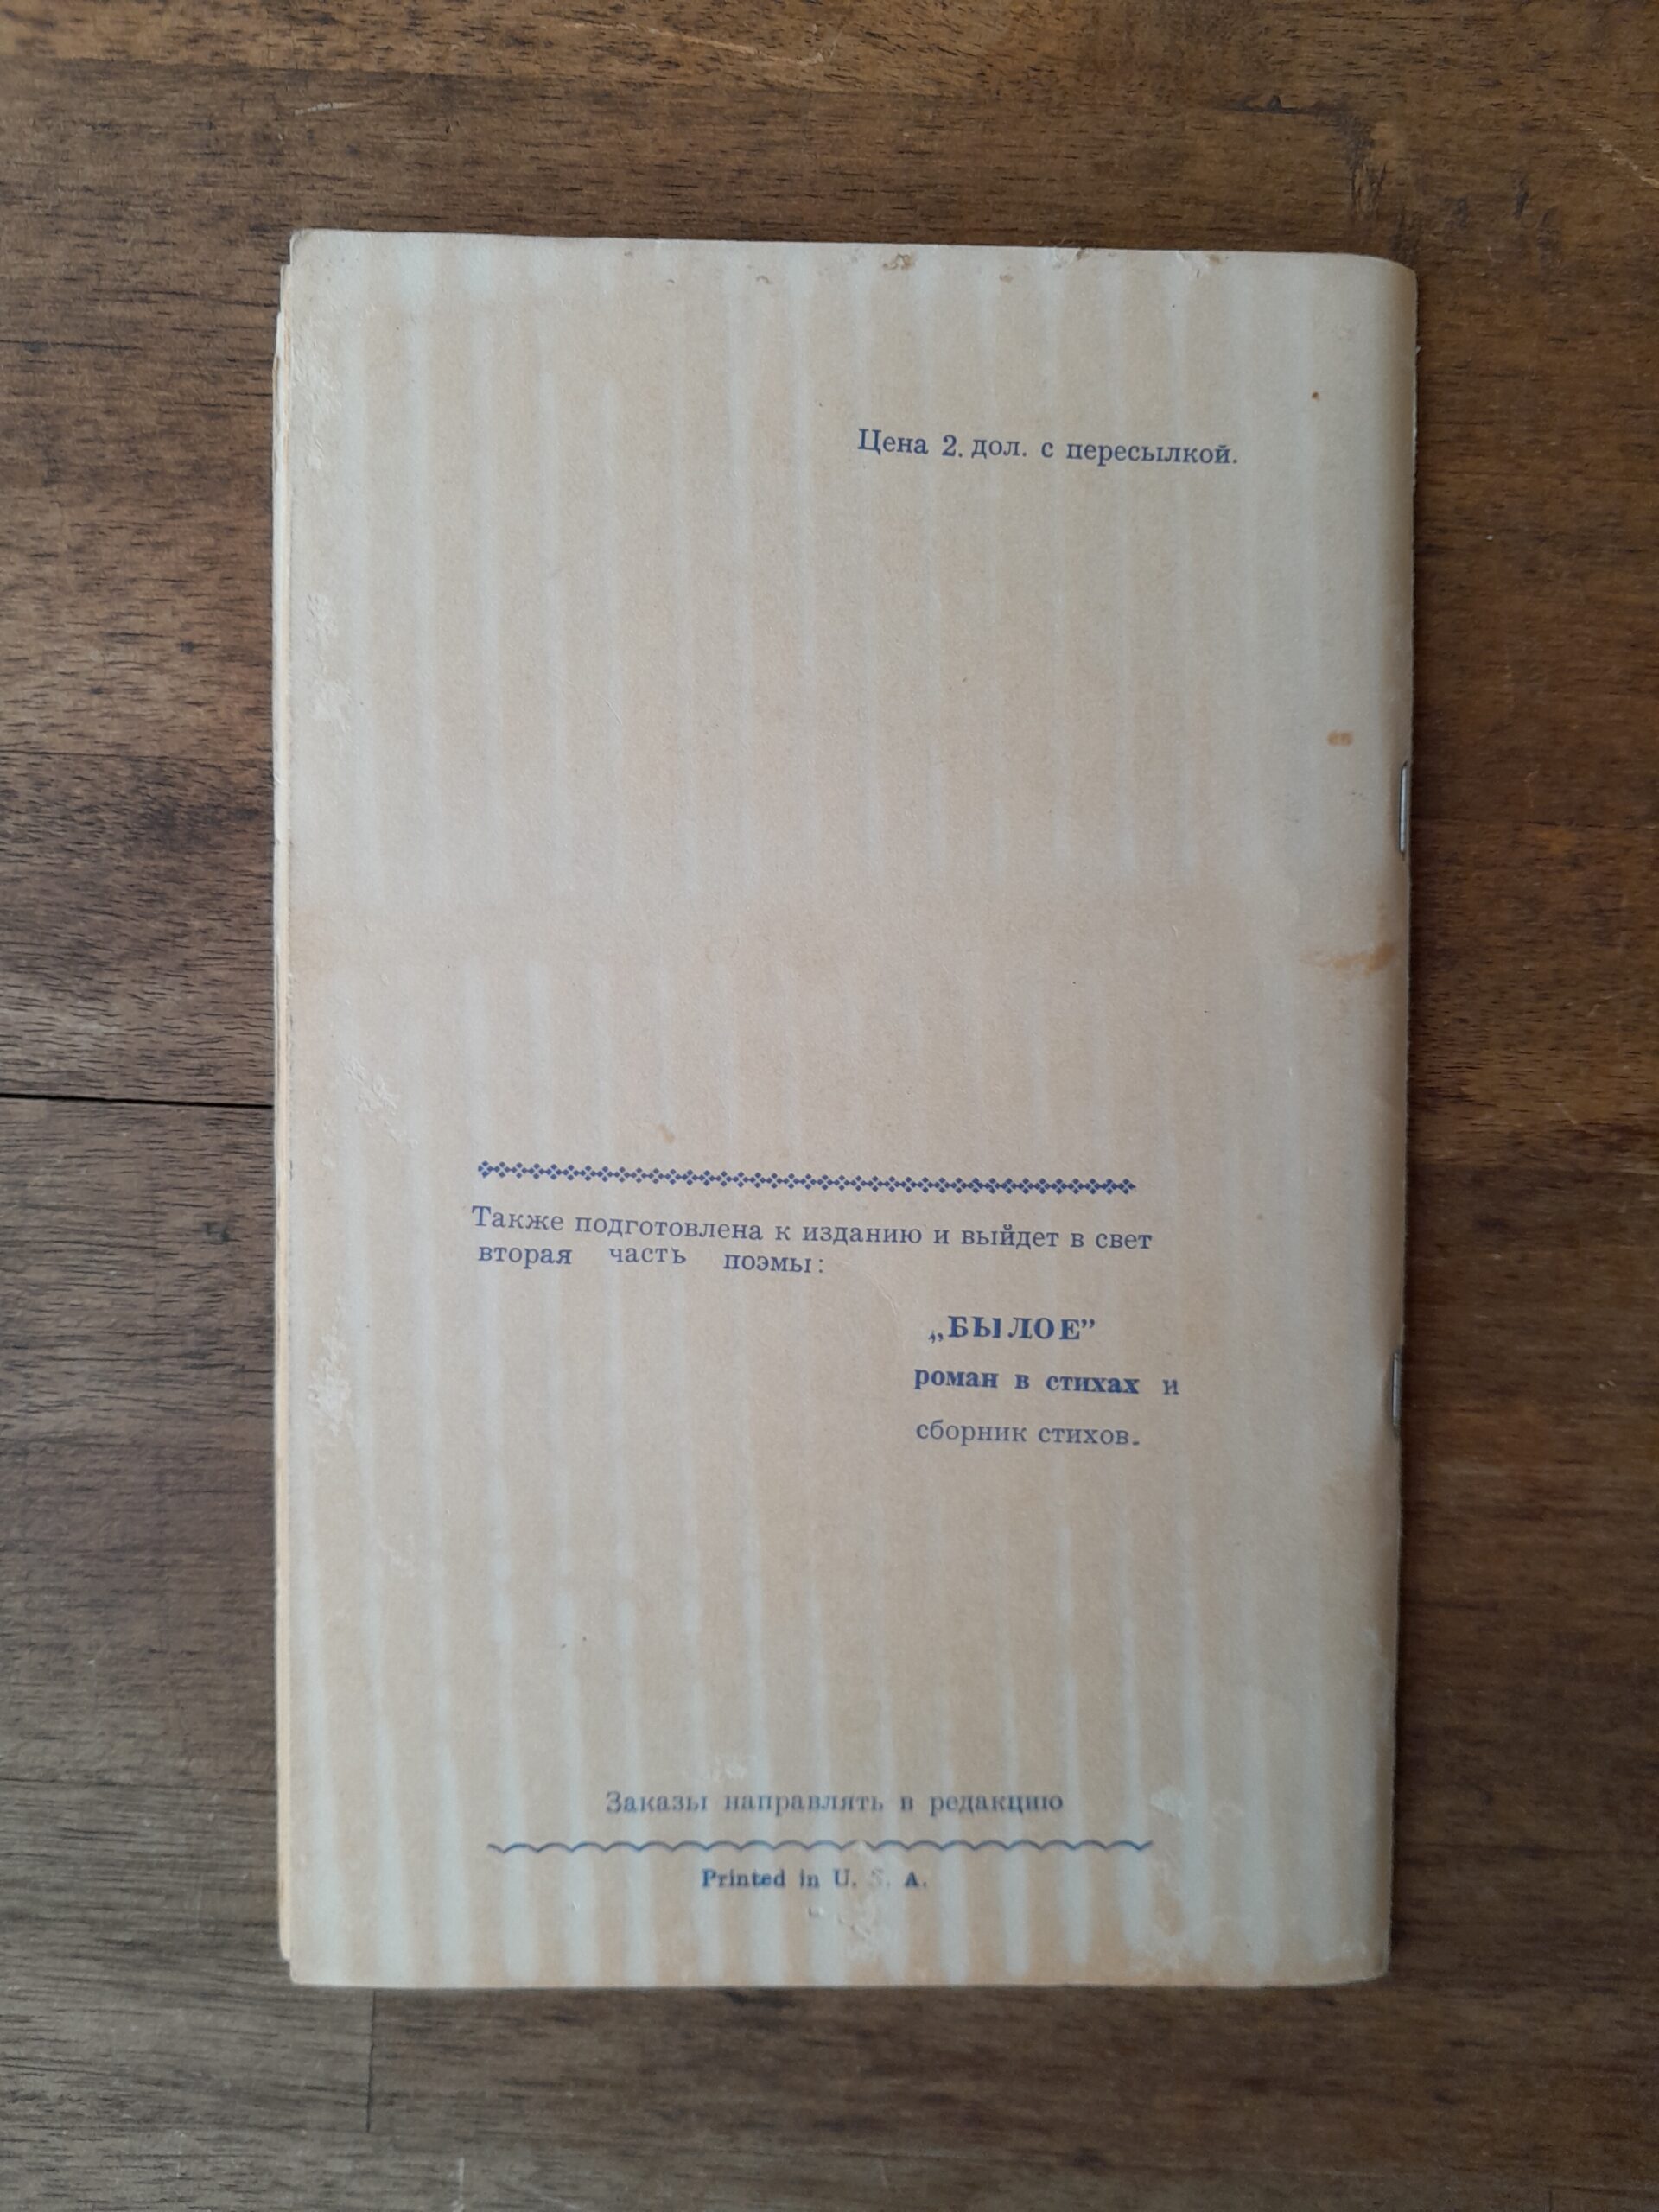 Цена 2. дол. с пересылкой.
Также подготовлена к изданию и выйдет в свет
вторая часть поэмы:
„БЫЛОЕ”
роман в стихах и
сборник стихов.
Заказы направлять в редакцию
Printed in U. S. A.